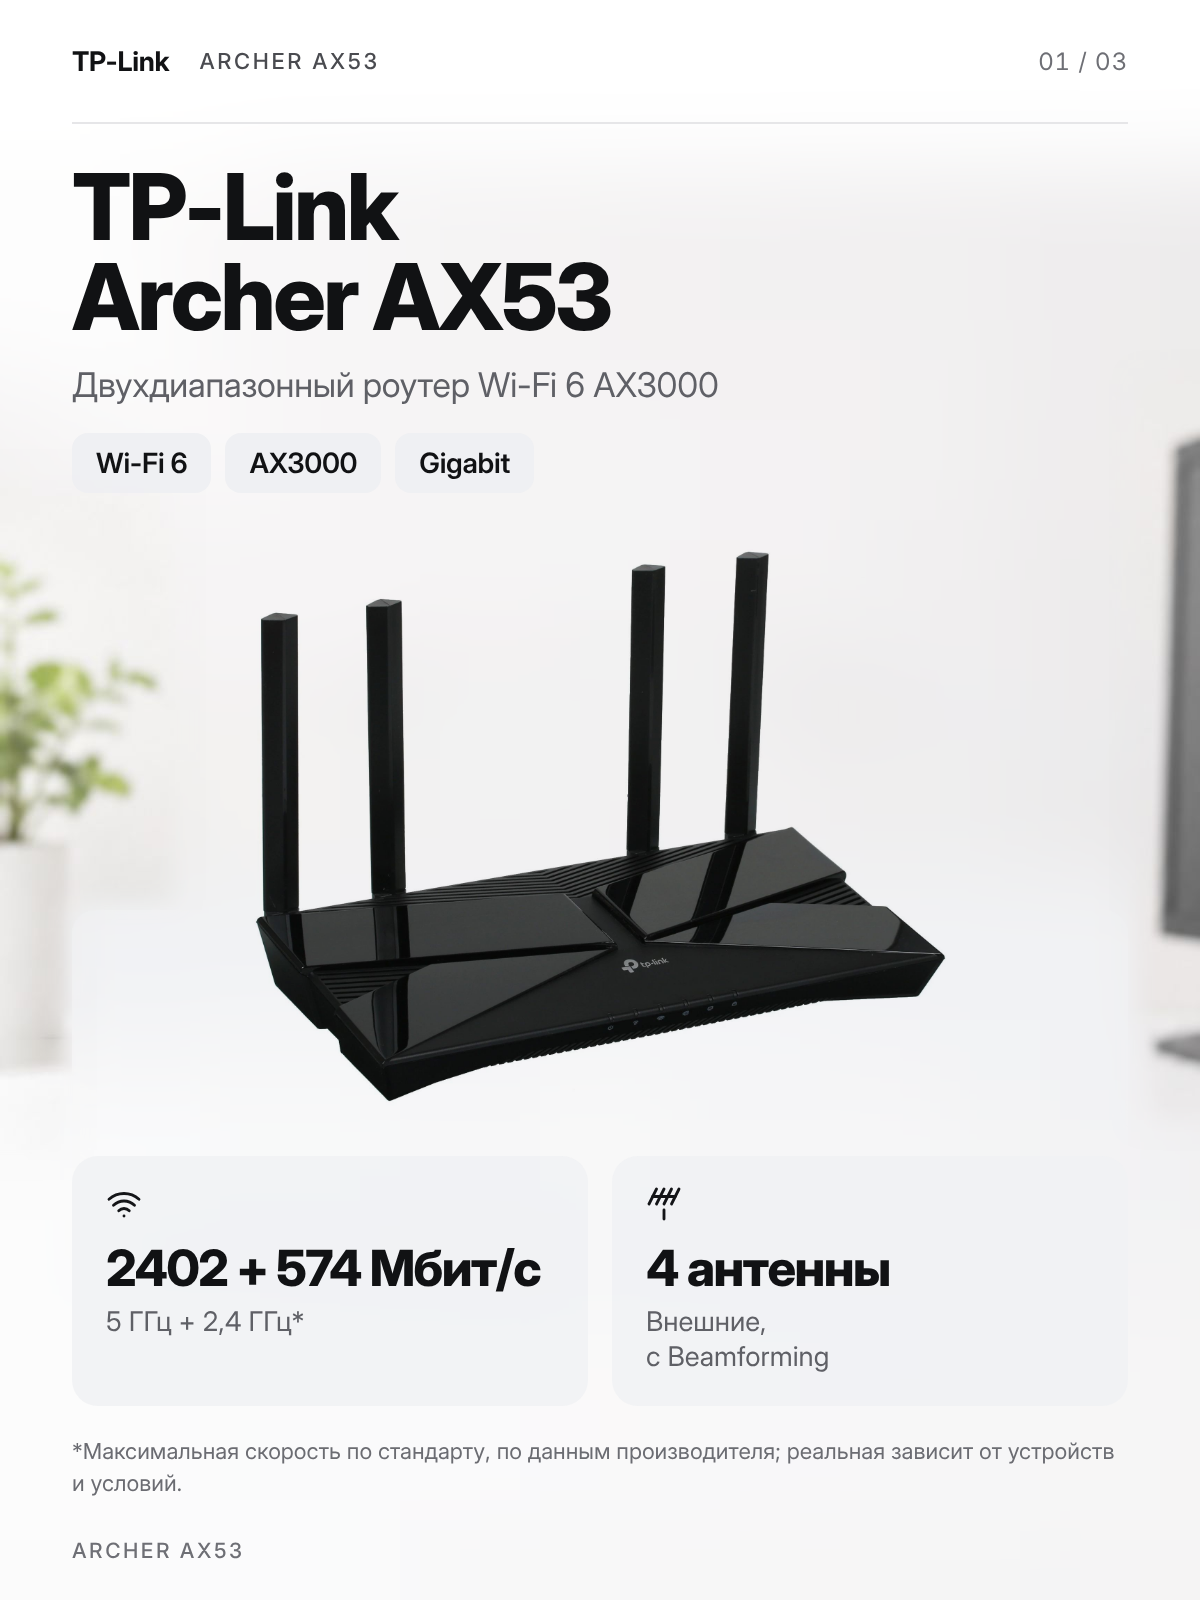 TP-Link ARCHER AX53 01 / 03
TP-Link
Archer AX53
Двухдиапазонный роутер Wi-Fi 6 AX3000
Wi-Fi 6 AX3000 Gigabit
tp-link
2402 + 574 Мбит/с
5 ГГц + 2,4 ГГц*
4 антенны
Внешние,
с Beamforming
*Максимальная скорость по стандарту, по данным производителя; реальная зависит от устройств
и условий.
ARCHER AX53